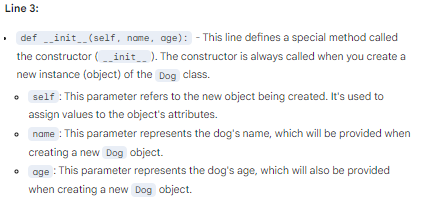 Line 3:
• def __init__(self, name, age): - This line defines a special method called
the constructor ( __init__ ). The constructor is always called when you create a
new instance (object) of the Dog class.
○ self : This parameter refers to the new object being created. It's used to
assign values to the object's attributes.
○ name : This parameter represents the dog's name, which will be provided when
creating a new Dog object.
○ age : This parameter represents the dog's age, which will also be provided
when creating a new Dog object.